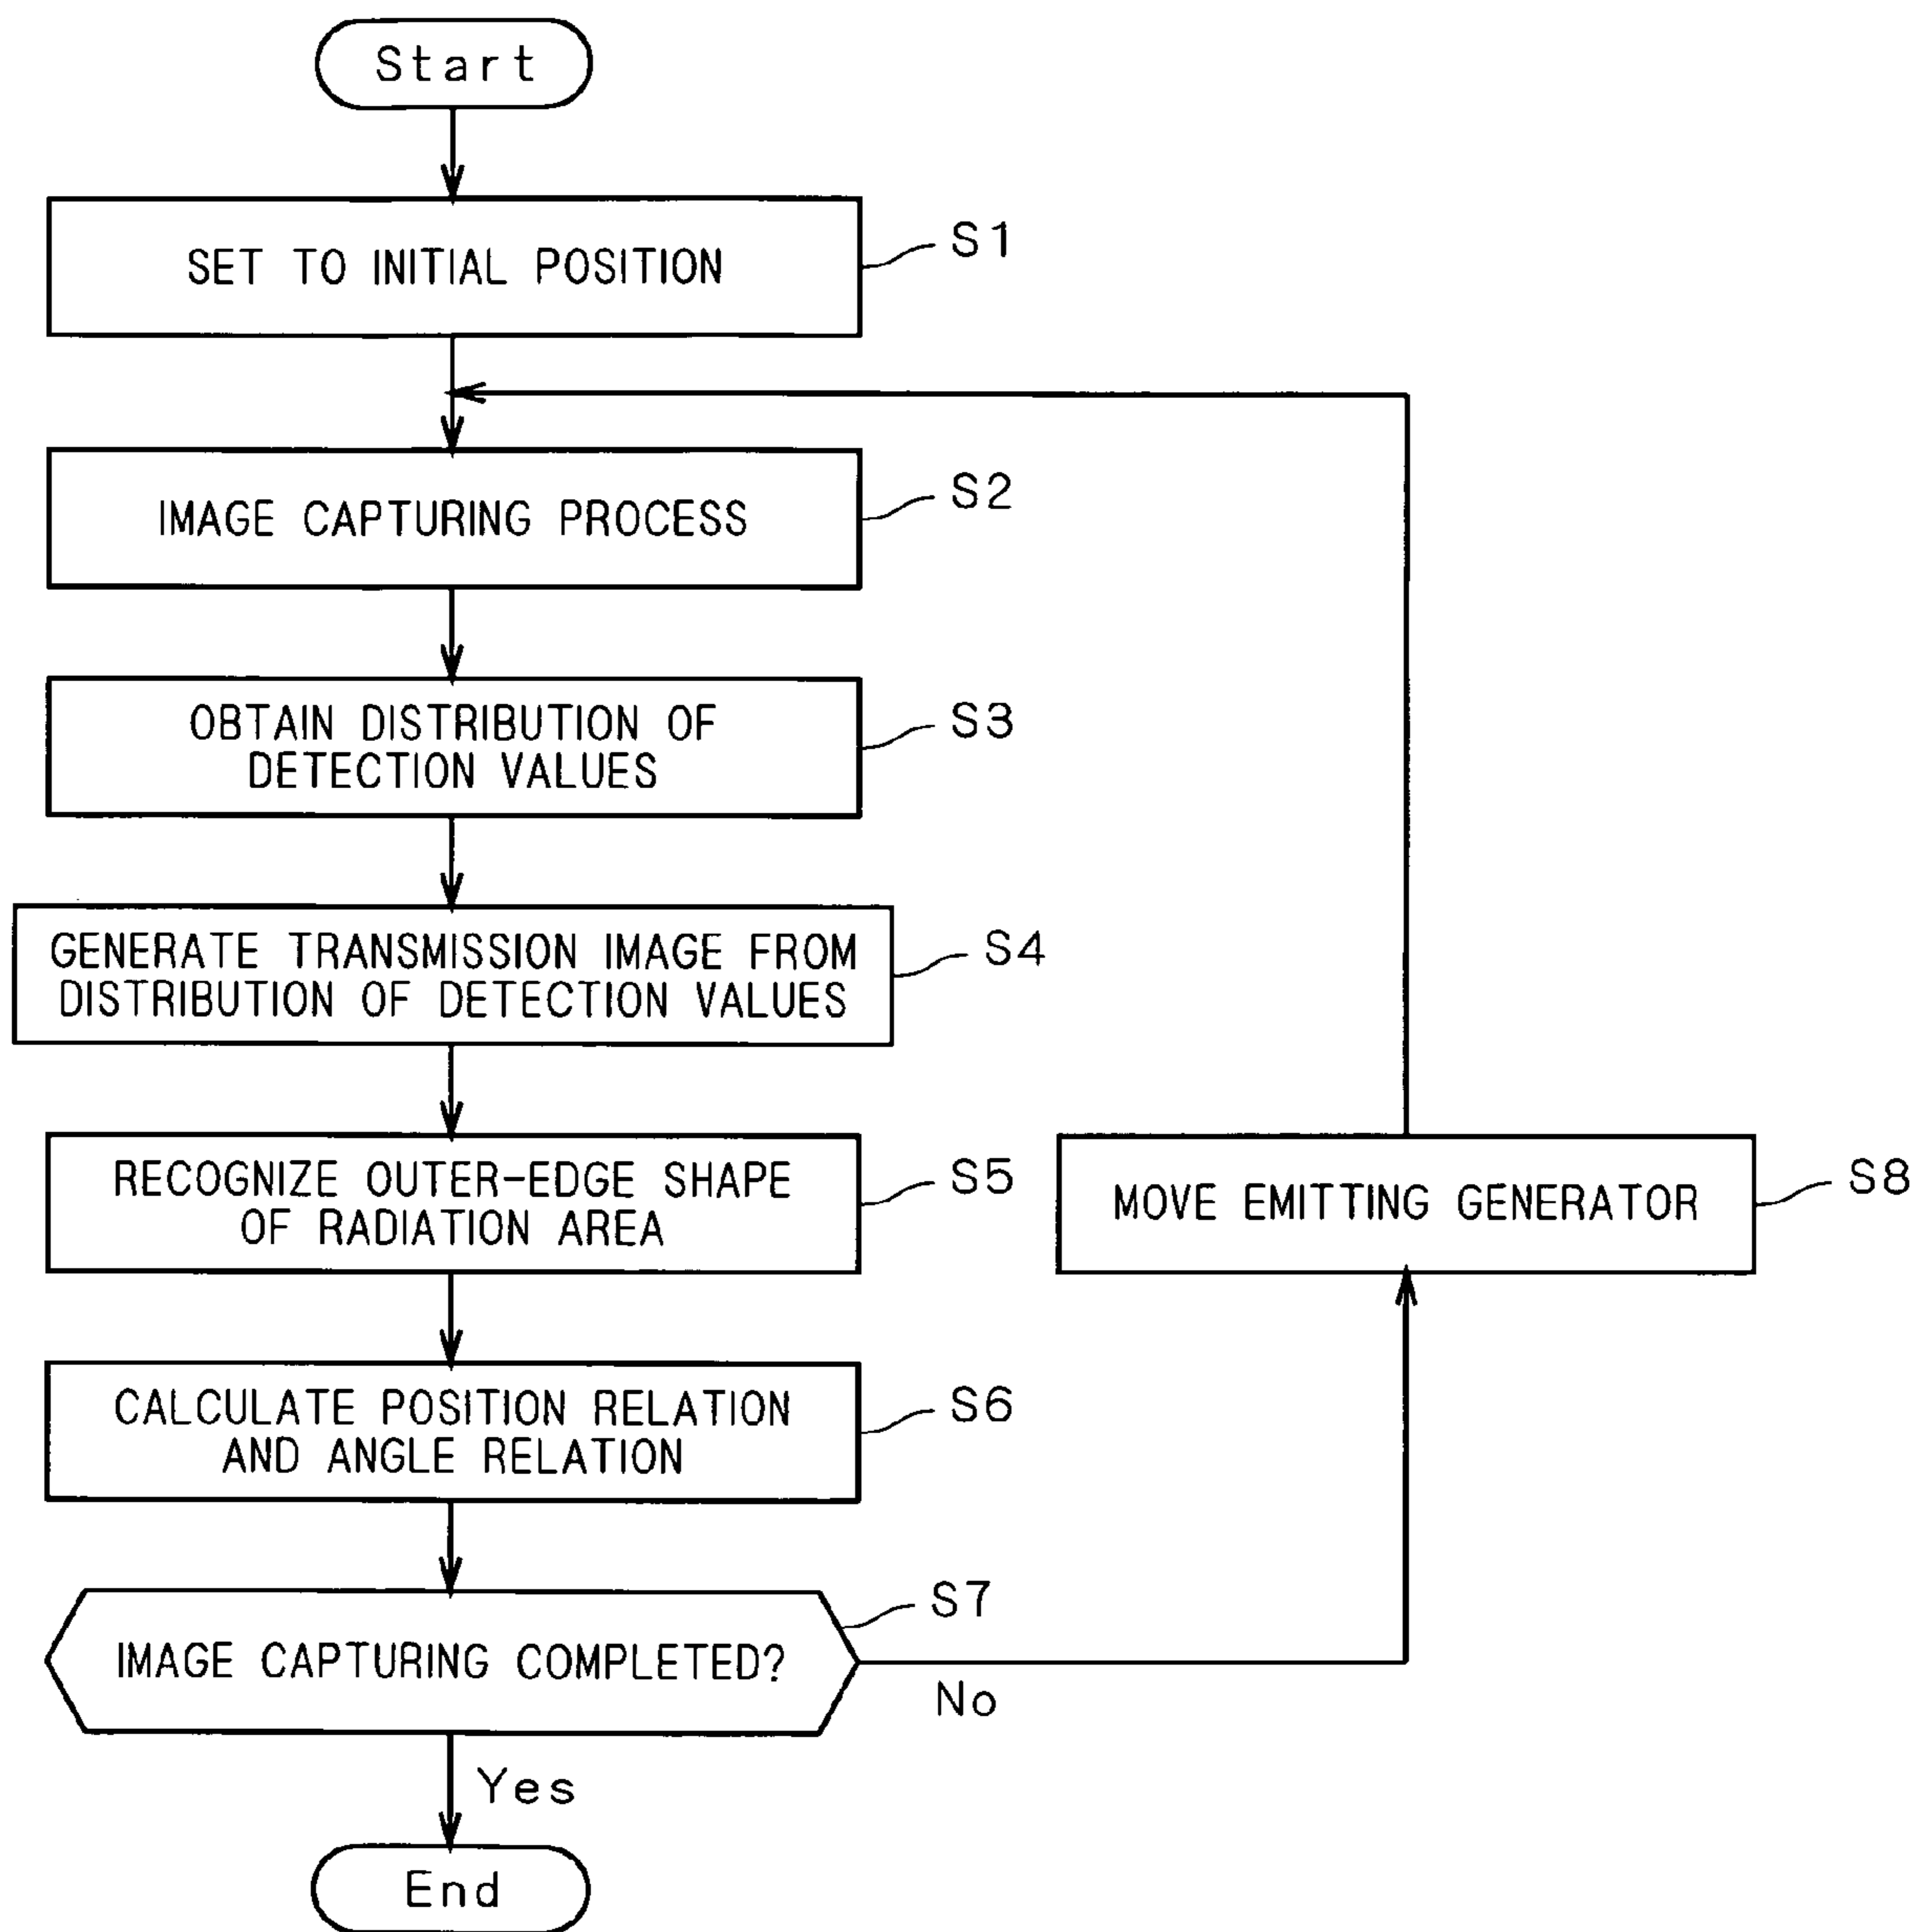 Start
SET TO INITIAL POSITION
S1
IMAGE CAPTURING PROCESS
S2
OBTAIN DISTRIBUTION OF
DETECTION VALUES
S3
GENERATE TRANSMISSION IMAGE FROM
DISTRIBUTION OF DETECTION VALUES
S4
RECOGNIZE OUTER-EDGE SHAPE
OF RADIATION AREA
S5
MOVE EMITTING GENERATOR
S8
CALCULATE POSITION RELATION
AND ANGLE RELATION
S6
IMAGE CAPTURING COMPLETED?
S7
No
Yes
End